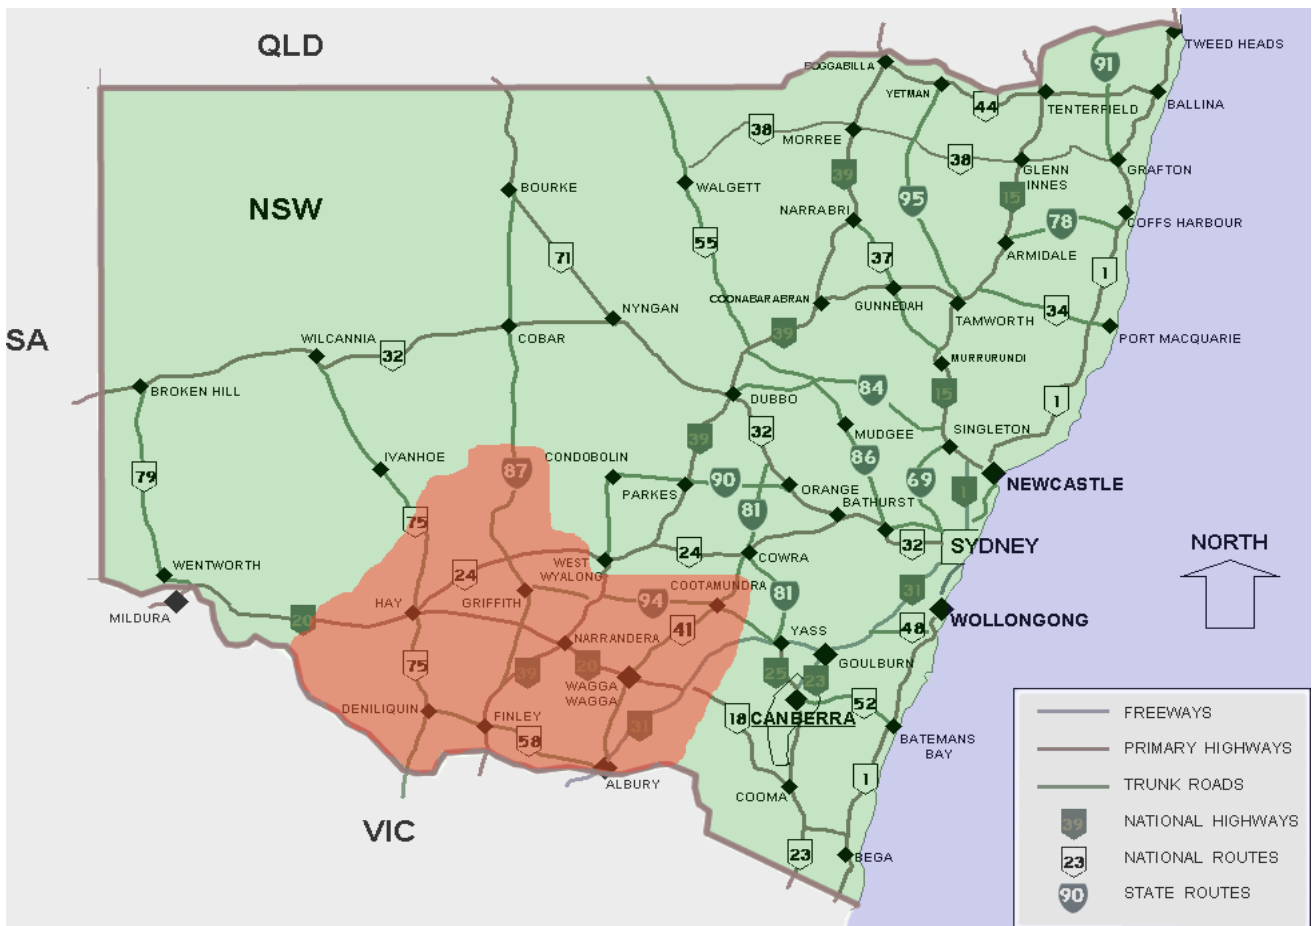 QLD
TWEED HEADS
BOGGABILLA
91
YETMAN
44
TENTERFIELD
BALLINA
38
MORREE
38
GLENN
INNES
GRAFTON
39
BOURKE
WALGETT
NSW
95
15
NARRABRI
78
COFFS HARBOUR
55
37
ARMIDALE
71
1
COONABARABRAN
GUNNEDAH
34
TAMWORTH
NYNGAN
39
SA
WILCANNIA
COBAR
PORT MACQUARIE
32
MURRURUNDI
BROKEN HILL
84
15
1
DUBBO
32
MUDGEE
SINGLETON
39
IVANHOE
CONDOBOLIN
86
87
79
90
69
PARKES
ORANGE
1
NEWCASTLE
BATHURST
81
75
32
SYDNEY
NORTH
24
COWRA
WEST
WYALONG
WENTWORTH
24
COOTAMUNDRA
31
81
HAY
GRIFFITH
94
MILDURA
20
WOLLONGONG
41
YASS
48
NARRANDERA
75
39
20
25
23
GOULBURN
WAGGA
WAGGA
52
DENILIQUIN
FINLEY
31
18
CANBERRA
58
BATEMANS
BAY
ALBURY
1
COOMA
VIC
23
BEGA
FREEWAYS
PRIMARY HIGHWAYS
TRUNK ROADS
39 NATIONAL HIGHWAYS
23 NATIONAL ROUTES
90 STATE ROUTES